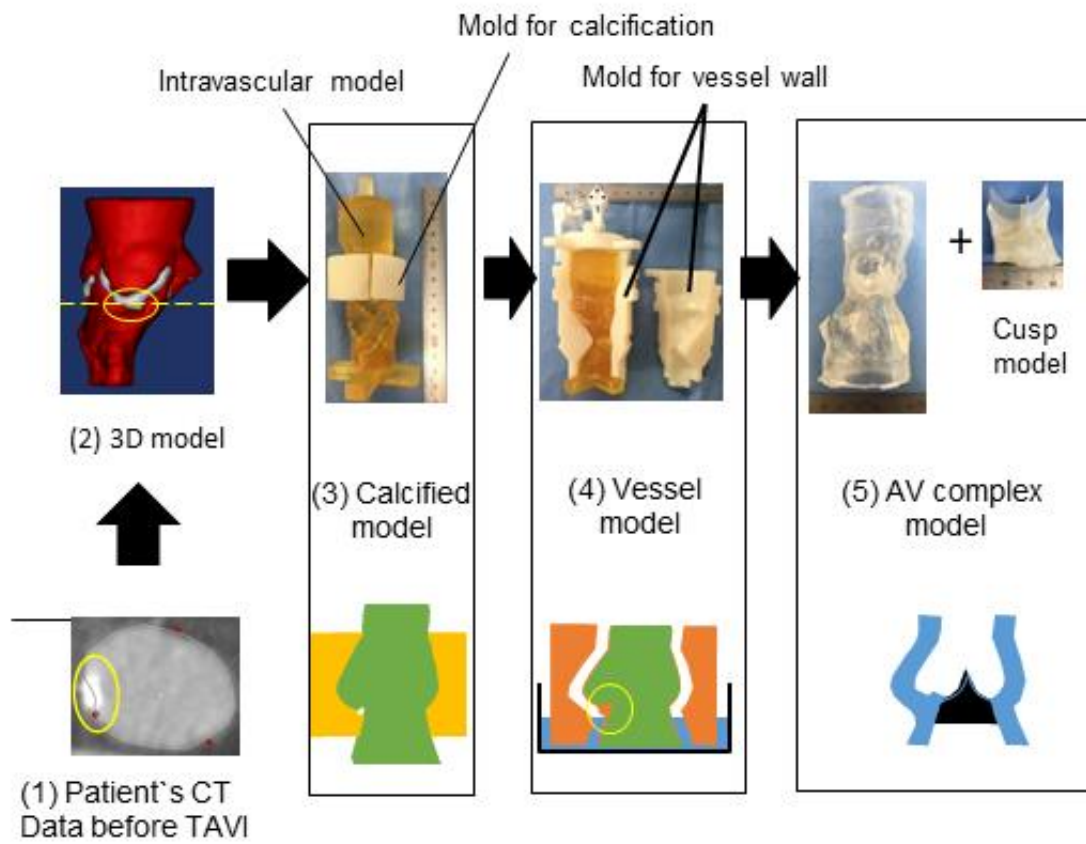 Mold for calcification
Intravascular model
Mold for vessel wall
+
Cusp
model
(2) 3D model
(3) Calcified
model
(4) Vessel
model
(5) AV complex
model
(1) Patient`s CT
Data before TAVI